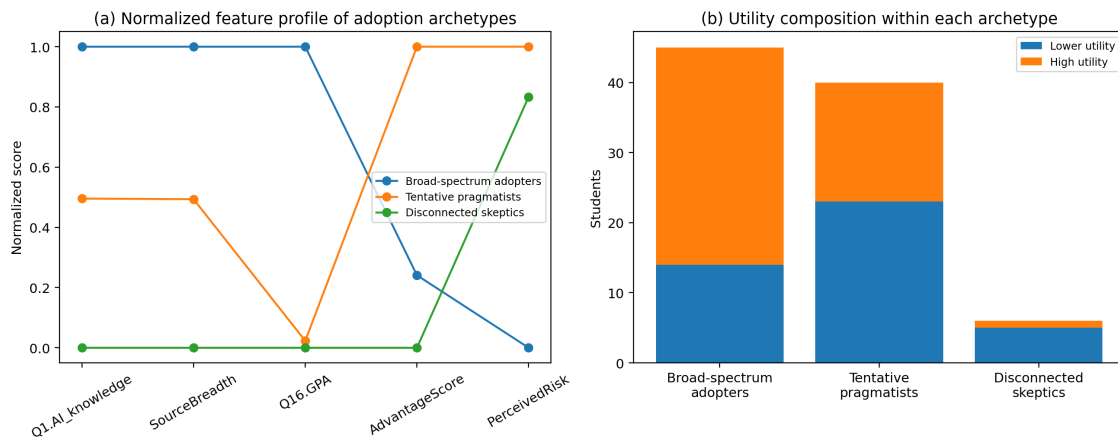 (a) Normalized feature profile of adoption archetypes
Normalized score
1.0
0.8
0.6
0.4
0.2
0.0
Broad-spectrum adopters
Tentative pragmatists
Disconnected skeptics
Q1.AI_knowledge
SourceBreadth
Q16.GPA
AdvantageScore
PerceivedRisk
(b) Utility composition within each archetype
Students
40
30
20
10
0
Lower utility
High utility
Broad-spectrum
adopters
Tentative
pragmatists
Disconnected
skeptics